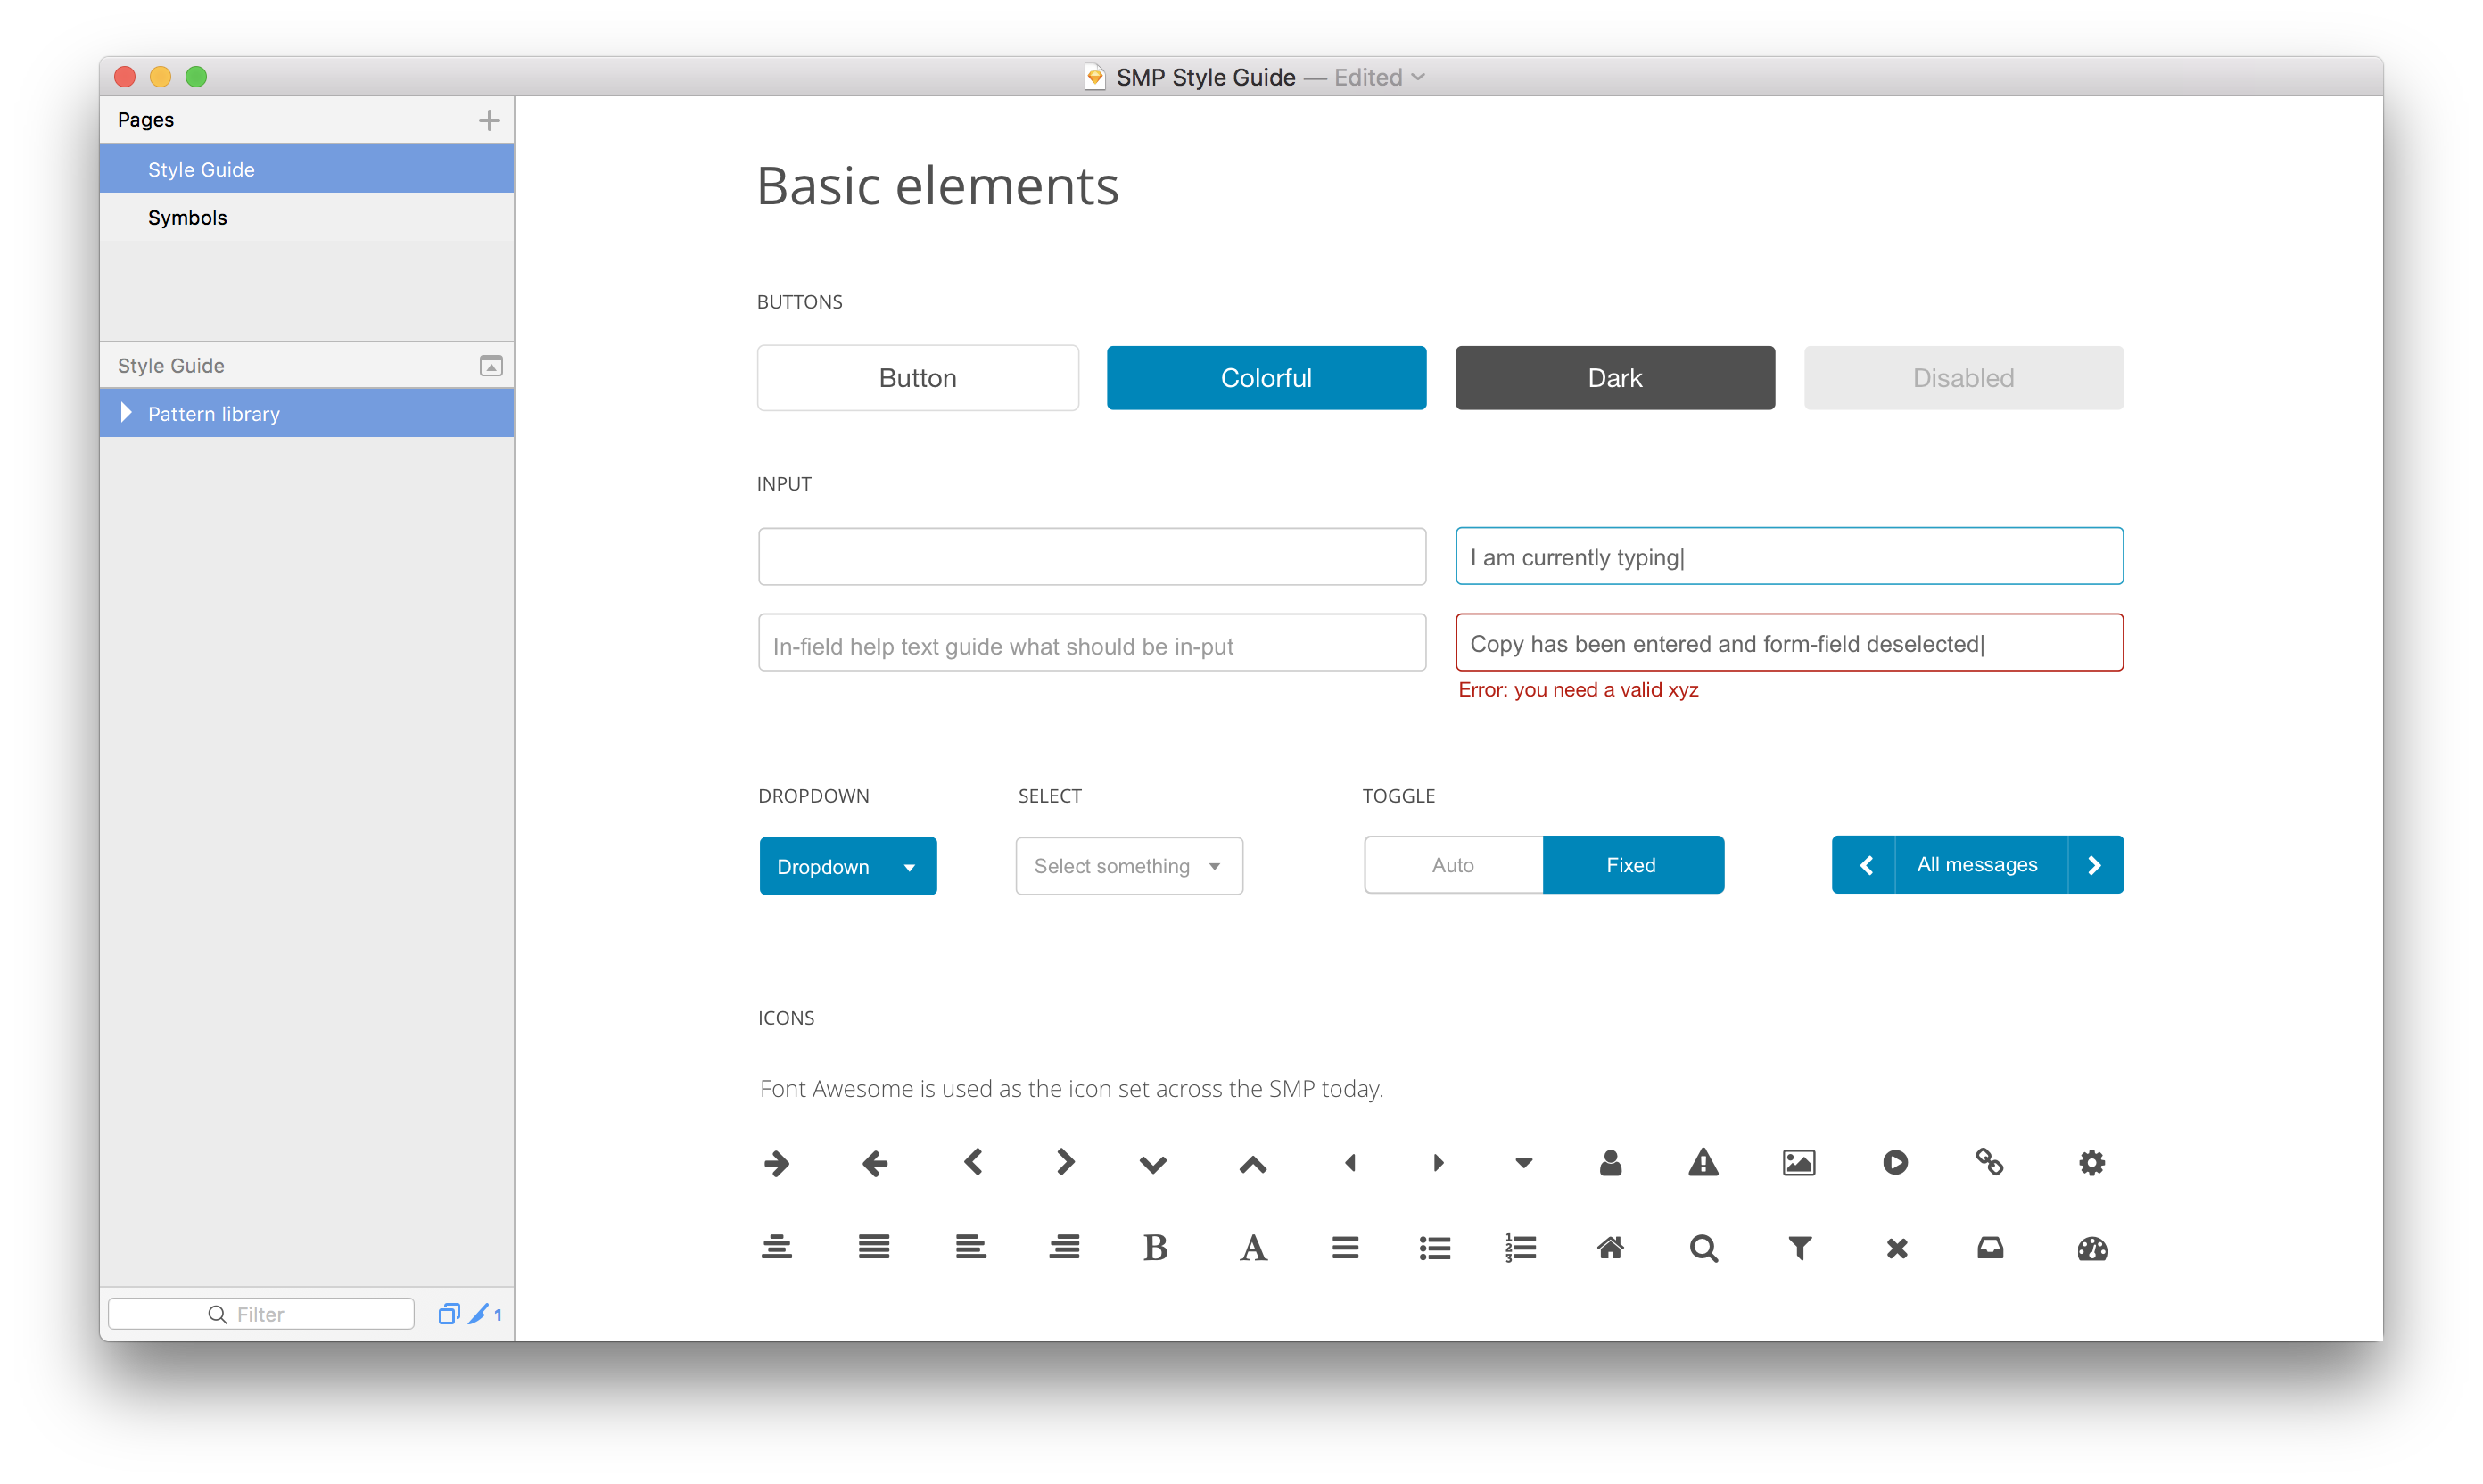 SMP Style Guide — Edited
Pages
Style Guide
Symbols
Style Guide
Pattern library
Filter
1
Basic elements
BUTTONS
Button Colorful Dark Disabled
INPUT
I am currently typing|
In-field help text guide what should be in-put
Copy has been entered and form-field deselected|
Error: you need a valid xyz
DROPDOWN SELECT TOGGLE
Dropdown Select something Auto Fixed All messages
ICONS
Font Awesome is used as the icon set across the SMP today.
B A 1 2 3